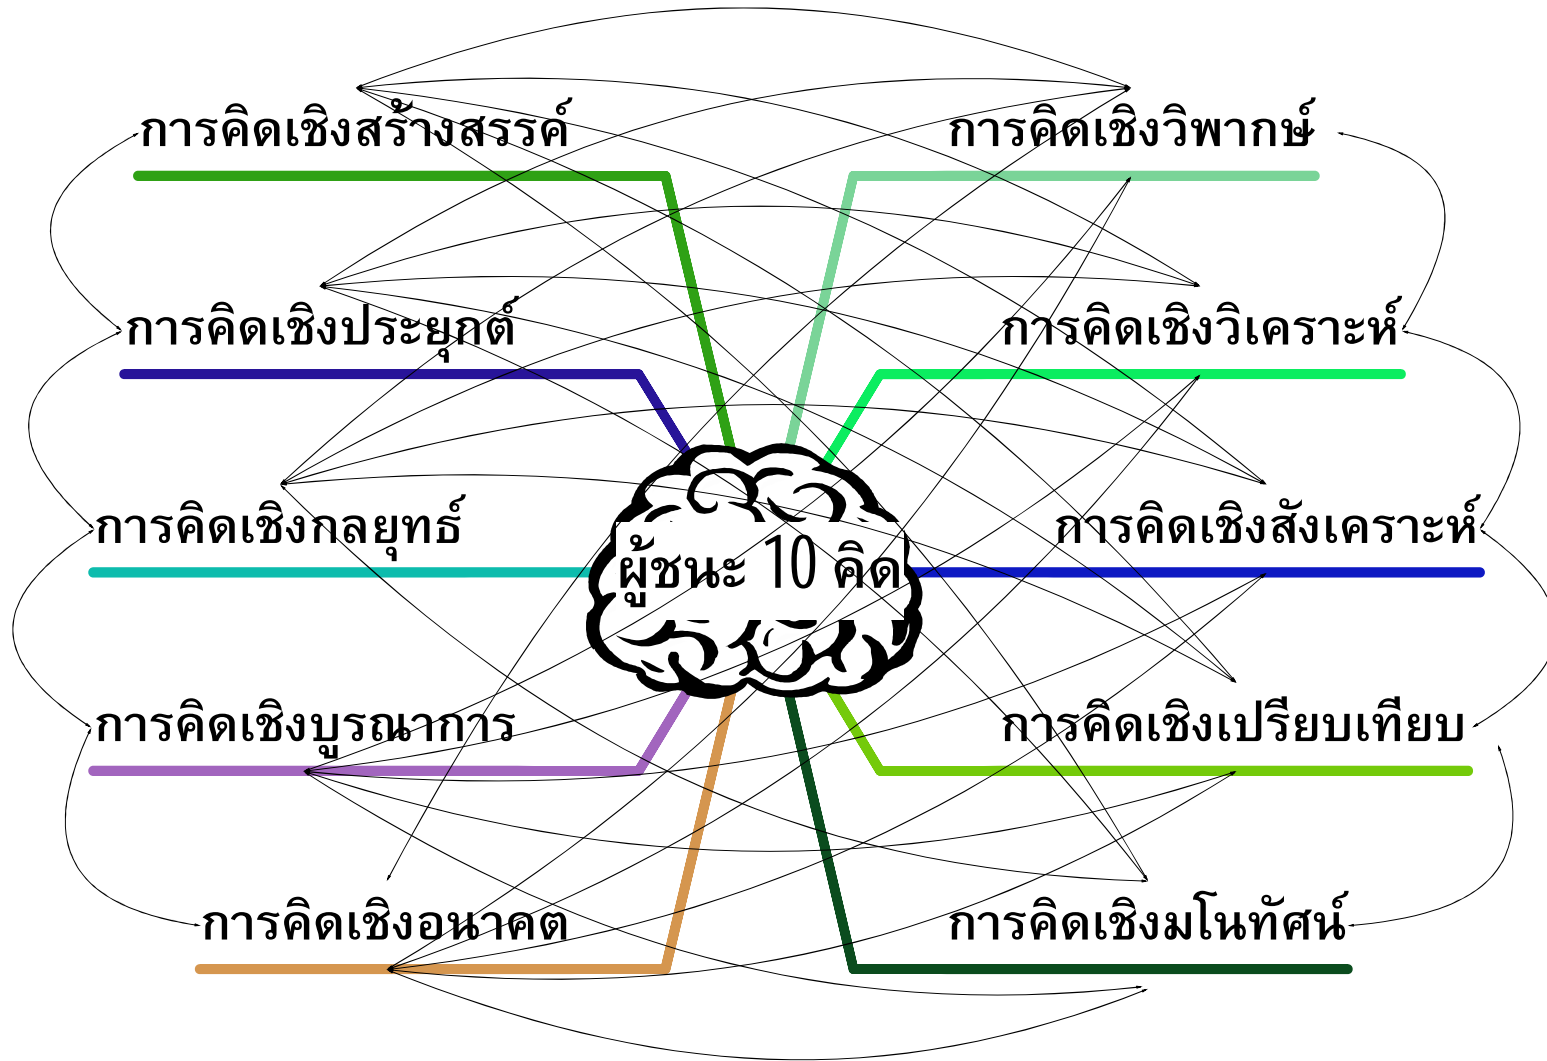 การคิดเชิงสร้างสรรค์
การคิดเชิงวิพากษ์
การคิดเชิงประยุกต์
การคิดเชิงวิเคราะห์
การคิดเชิงกลยุทธ์
การคิดเชิงสังเคราะห์
ผู้ชนะ 10 คิด
การคิดเชิงบูรณาการ
การคิดเชิงเปรียบเทียบ
การคิดเชิงอนาคต
การคิดเชิงมโนทัศน์